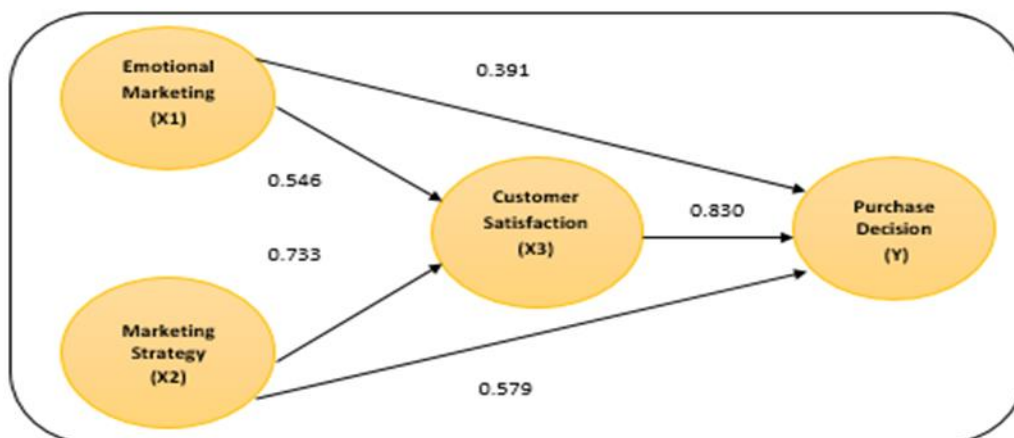 Emotional
Marketing
(X1)
0.391
0.546
Customer
Satisfaction
(X3)
0.830
Purchase
Decision
(Y)
0.733
Marketing
Strategy
(X2)
0.579